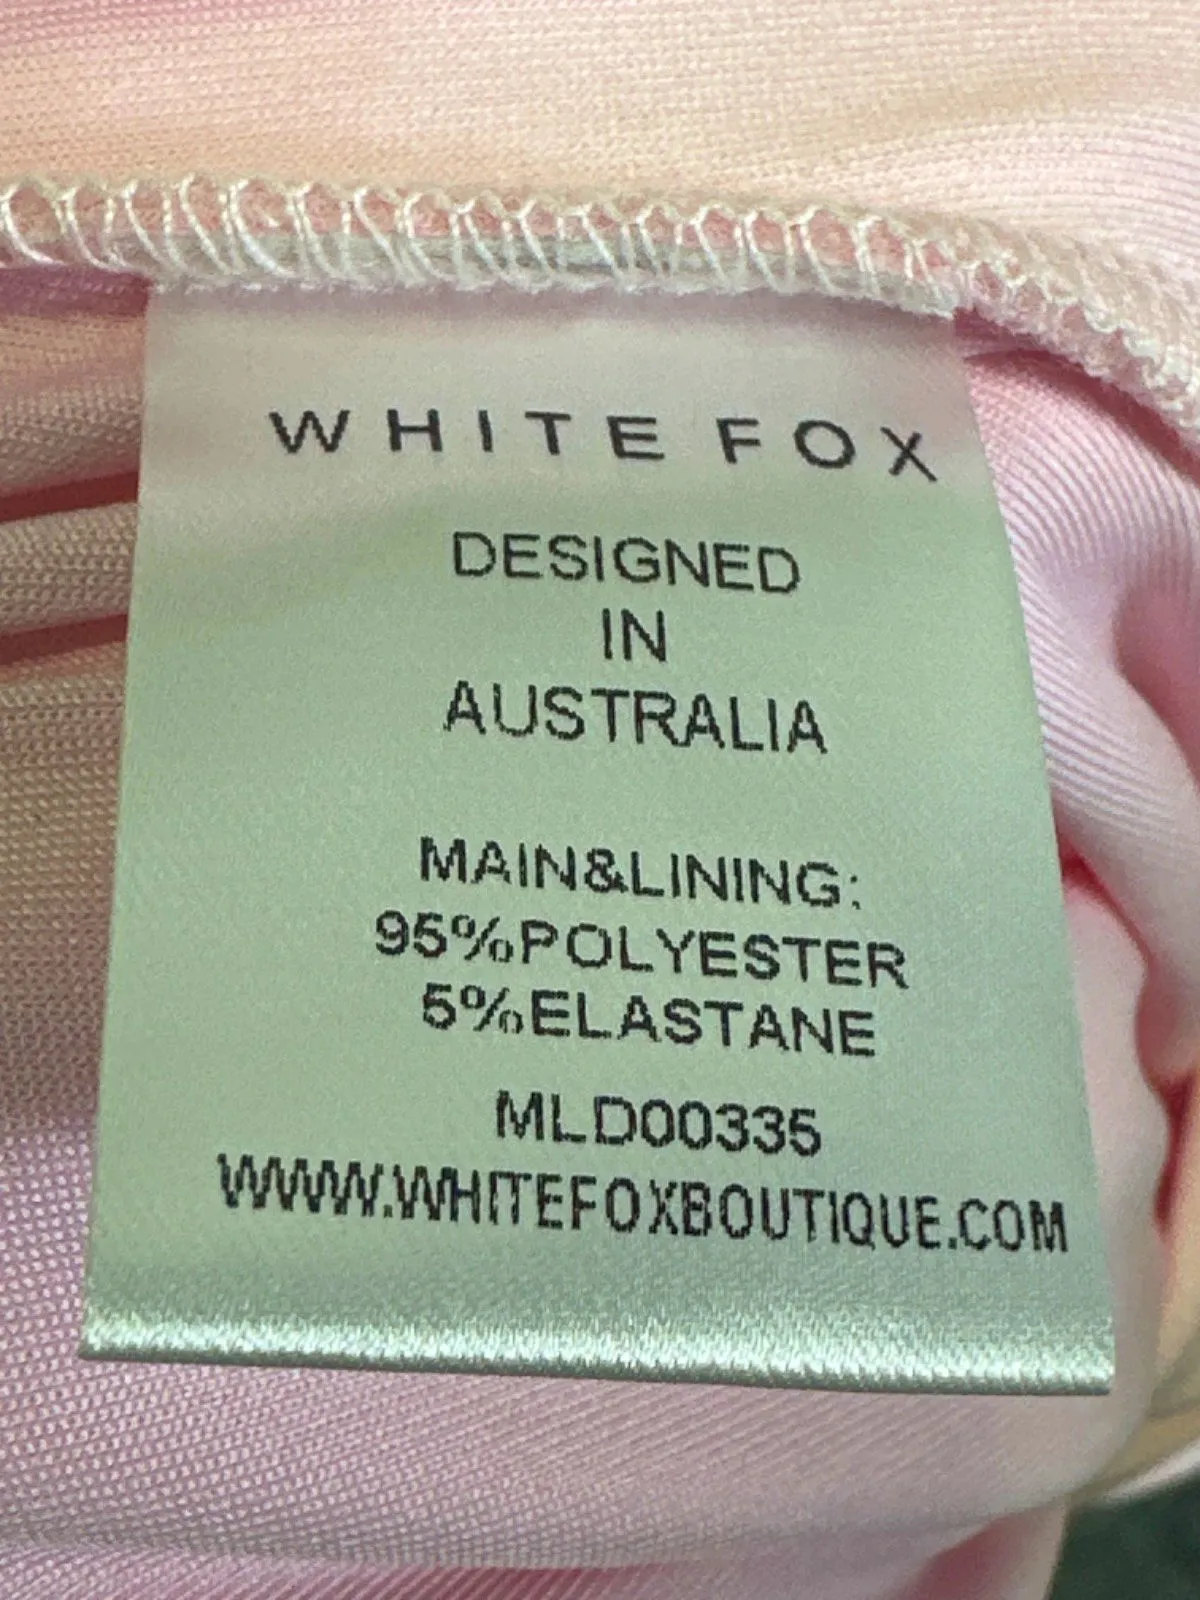 WHITE FOX
DESIGNED
IN
AUSTRALIA
MAIN&LINING:
95%POLYESTER
5%ELASTANE
MLD00335
WWW.WHITEFOXBOUTIQUE.COM